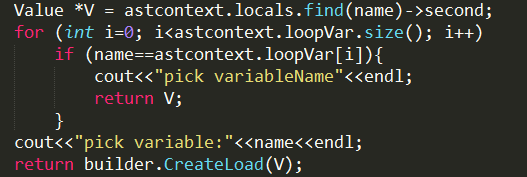 Value *V = astcontext.locals.find(name)->second;
for (int i=0; i<astcontext.loopVar.size(); i++)
if (name==astcontext.loopVar[i]){
cout<<"pick variableName"<<endl;
return V;
}
cout<<"pick variable:"<<name<<endl;
return builder.CreateLoad(V);